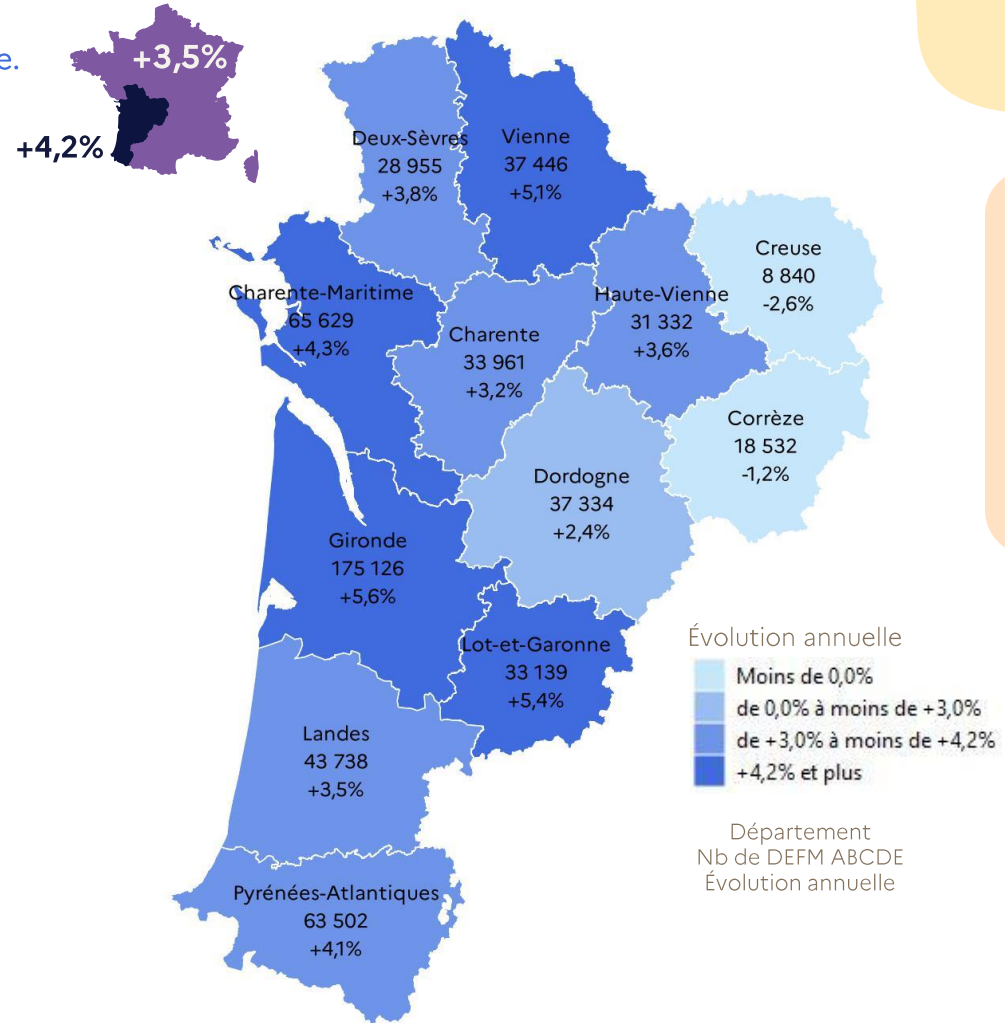 e.
+3,5%
+4,2%
Deux-Sèvres
28 955
+3,8%
Vienne
37 446
+5,1%
Creuse
8 840
-2,6%
Charente-Maritime
65 629
+4,3%
Haute-Vienne
31 332
+3,6%
Charente
33 961
+3,2%
Corrèze
18 532
-1,2%
Dordogne
37 334
+2,4%
Gironde
175 126
+5,6%
Lot-et-Garonne
33 139
+5,4%
Landes
43 738
+3,5%
Pyrénées-Atlantiques
63 502
+4,1%
Évolution annuelle
Moins de 0,0%
de 0,0% à moins de +3,0%
de +3,0% à moins de +4,2%
+4,2% et plus
Département
Nb de DEFM ABCDE
Évolution annuelle